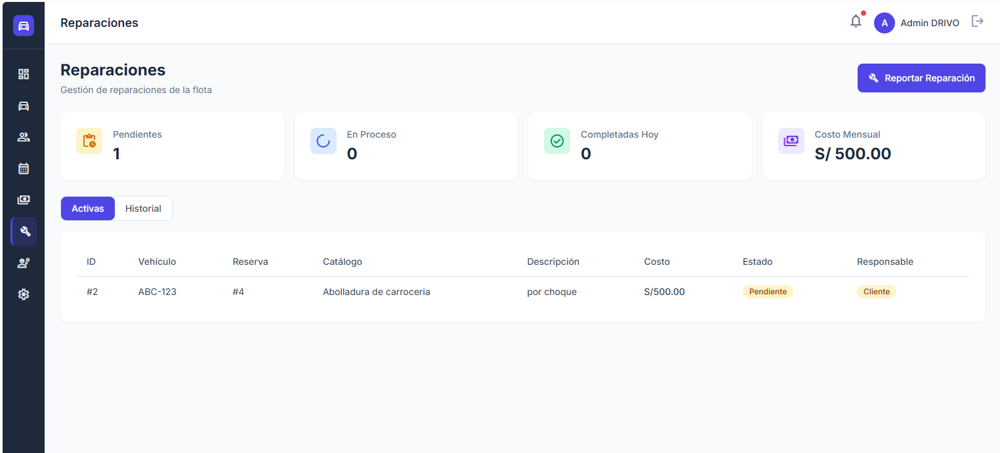 Reparaciones
A
Admin DRIVO
Reparaciones
Gestión de reparaciones de la flota
Reportar Reparación
Pendientes
1
En Proceso
0
Completadas Hoy
0
Costo Mensual
S/ 500.00
Activas
Historial
ID Vehículo Reserva Catálogo Descripción Costo Estado Responsable
#2 ABC-123 #4 Abolladura de carroceria por choque S/500.00 Pendiente Cliente